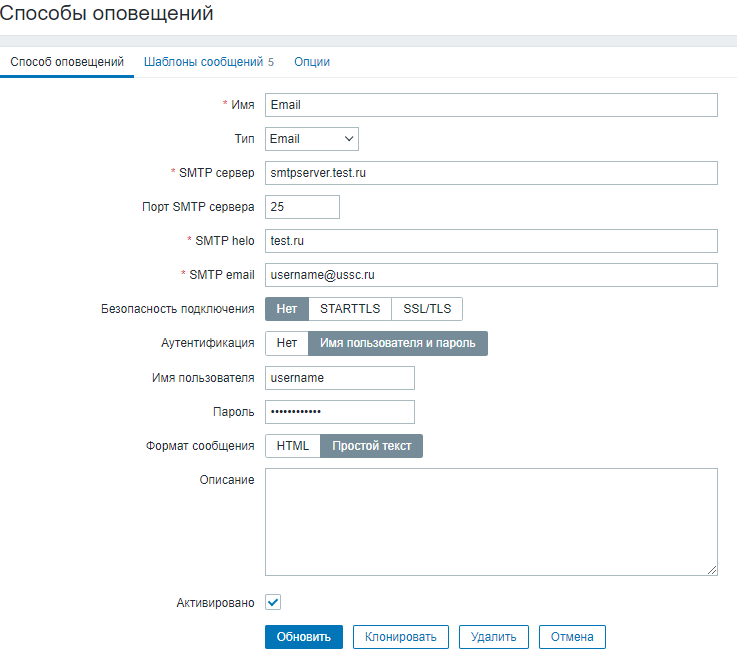 Способы оповещений
Способ оповещений Шаблоны сообщений 5 Опции
* Имя Email
Тип Email
* SMTP сервер smtpserver.test.ru
Порт SMTP сервера 25
* SMTP helo test.ru
* SMTP email username@ussc.ru
Безопасность подключения Нет STARTTLS SSL/TLS
Аутентификация Нет Имя пользователя и пароль
Имя пользователя username
Пароль ••••••••••••
Формат сообщения HTML Простой текст
Описание
Активировано
Обновить Клонировать Удалить Отмена